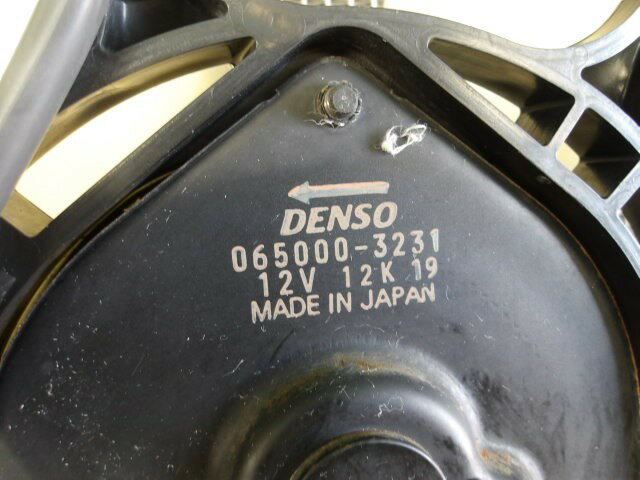 DENSO
065000-3231
12V 12K 19
MADE IN JAPAN